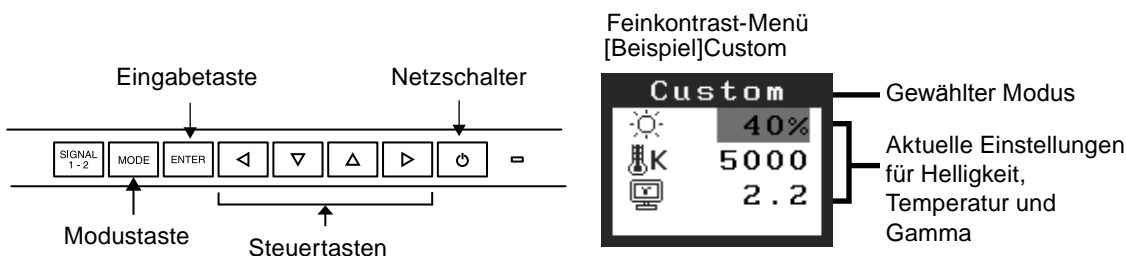 Eingabetaste
Netzschalter
SIGNAL
1 - 2
MODE
ENTER
Modustaste
Steuertasten
Feinkontrast-Menü
[Beispiel]Custom
Custom
40%
K 5000
2.2
Gewählter Modus
Aktuelle Einstellungen
für Helligkeit,
Temperatur und
Gamma